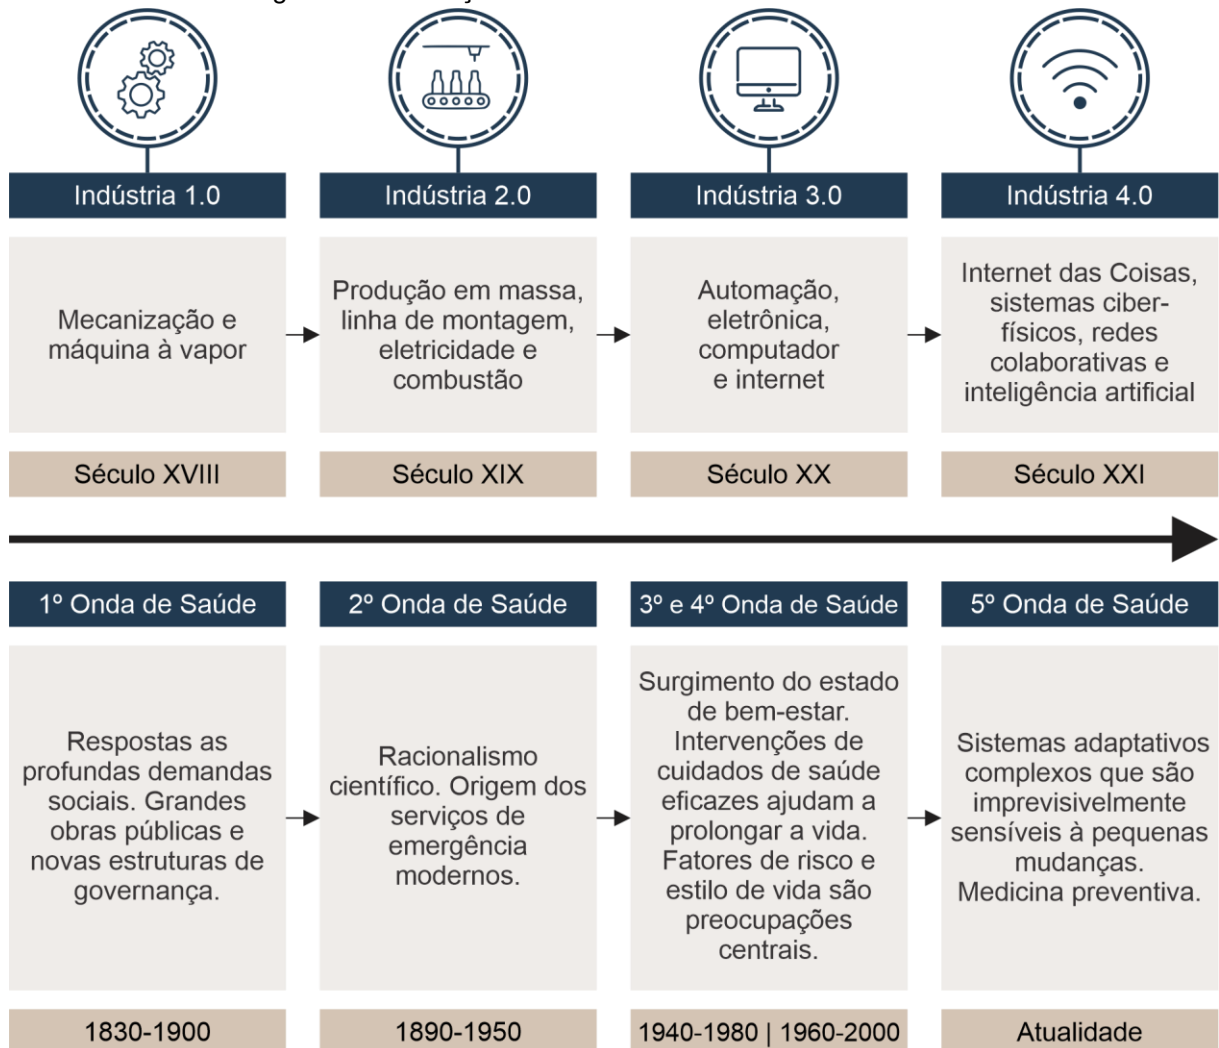 Indústria 1.0
Indústria 2.0
Indústria 3.0
Indústria 4.0
Mecanização e
máquina à vapor
Produção em massa,
linha de montagem,
eletricidade e
combustão
Automação,
eletrônica,
computador
e internet
Internet das Coisas,
sistemas ciber-
físicos, redes
colaborativas e
inteligência artificial
Século XVIII
Século XIX
Século XX
Século XXI
1º Onda de Saúde
2º Onda de Saúde
3º e 4º Onda de Saúde
5º Onda de Saúde
Respostas as
profundas demandas
sociais. Grandes
obras públicas e
novas estruturas de
governança.
Racionalismo
científico. Origem dos
serviços de
emergência
modernos.
Surgimento do estado
de bem-estar.
Intervenções de
cuidados de saúde
eficazes ajudam a
prolongar a vida.
Fatores de risco e
estilo de vida são
preocupações
centrais.
Sistemas adaptativos
complexos que são
imprevisivelmente
sensíveis à pequenas
mudanças.
Medicina preventiva.
1830-1900
1890-1950
1940-1980 | 1960-2000
Atualidade